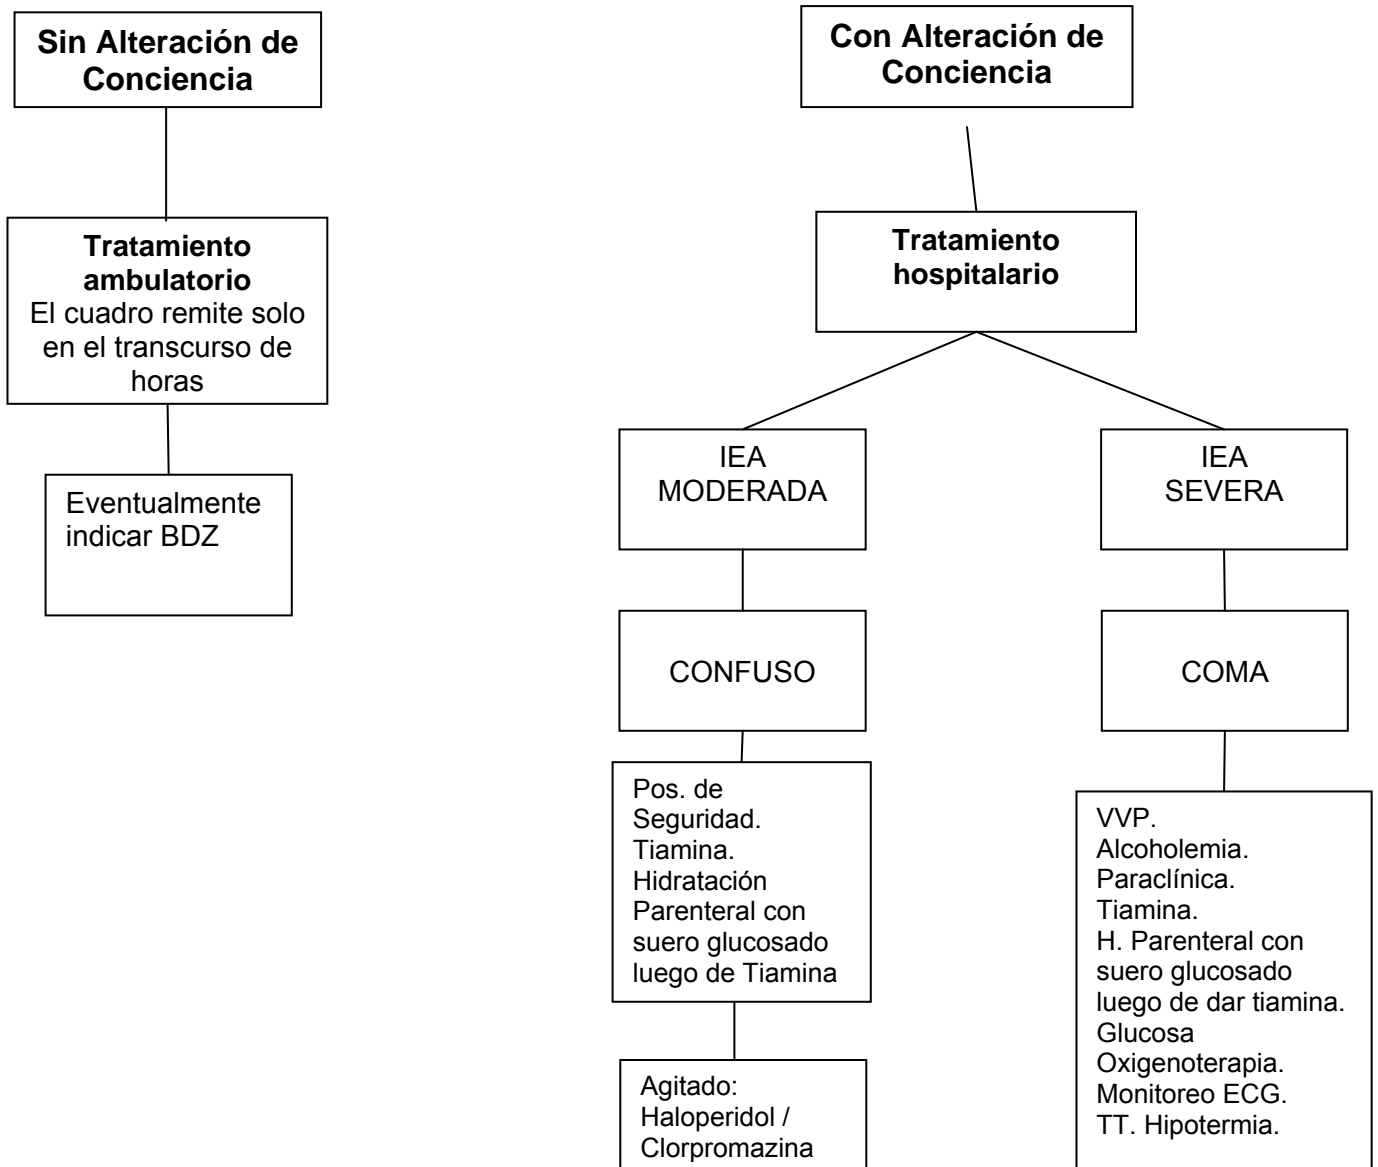 Sin Alteración de
Conciencia
Tratamiento
ambulatorio
El cuadro remite solo
en el transcurso de
horas
Eventualmente
indicar BDZ
Con Alteración de
Conciencia
Tratamiento
hospitalario
IEA
MODERADA
CONFUSO
Pos. de
Seguridad.
Tiamina.
Hidratación
Parenteral con
suero glucosado
luego de Tiamina
Agitado:
Haloperidol /
Clorpromazina
IEA
SEVERA
COMA
VVP.
Alcoholemia.
Paraclínica.
Tiamina.
H. Parenteral con
suero glucosado
luego de dar tiamina.
Glucosa
Oxigenoterapia.
Monitoreo ECG.
TT. Hipotermia.